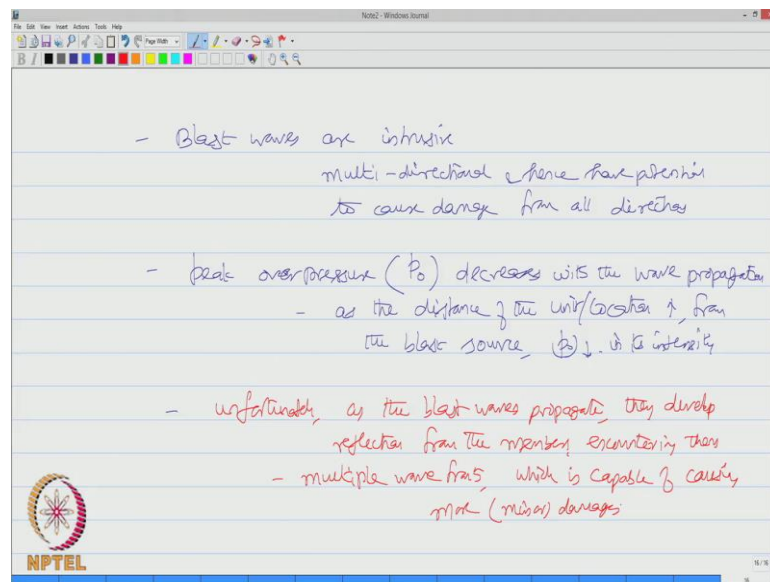 Note2 - Windows Journal
File Edit View Insert Actions Tools Help
Page Width
B I
- Blast waves are intrusive
multi-directional & hence have potential
to cause damage from all directions
- peak overpressure (po) decreases with the wave propagation
- as the distance of the unit/location ↑, from
the blast source, (po) ↓. in its intensity
- unfortunately, as the blast waves propagate, they develop
reflection from the members encountering them
- multiple wave fronts, which is capable of causing
more (minor) damages.
NPTEL
16 / 16
16